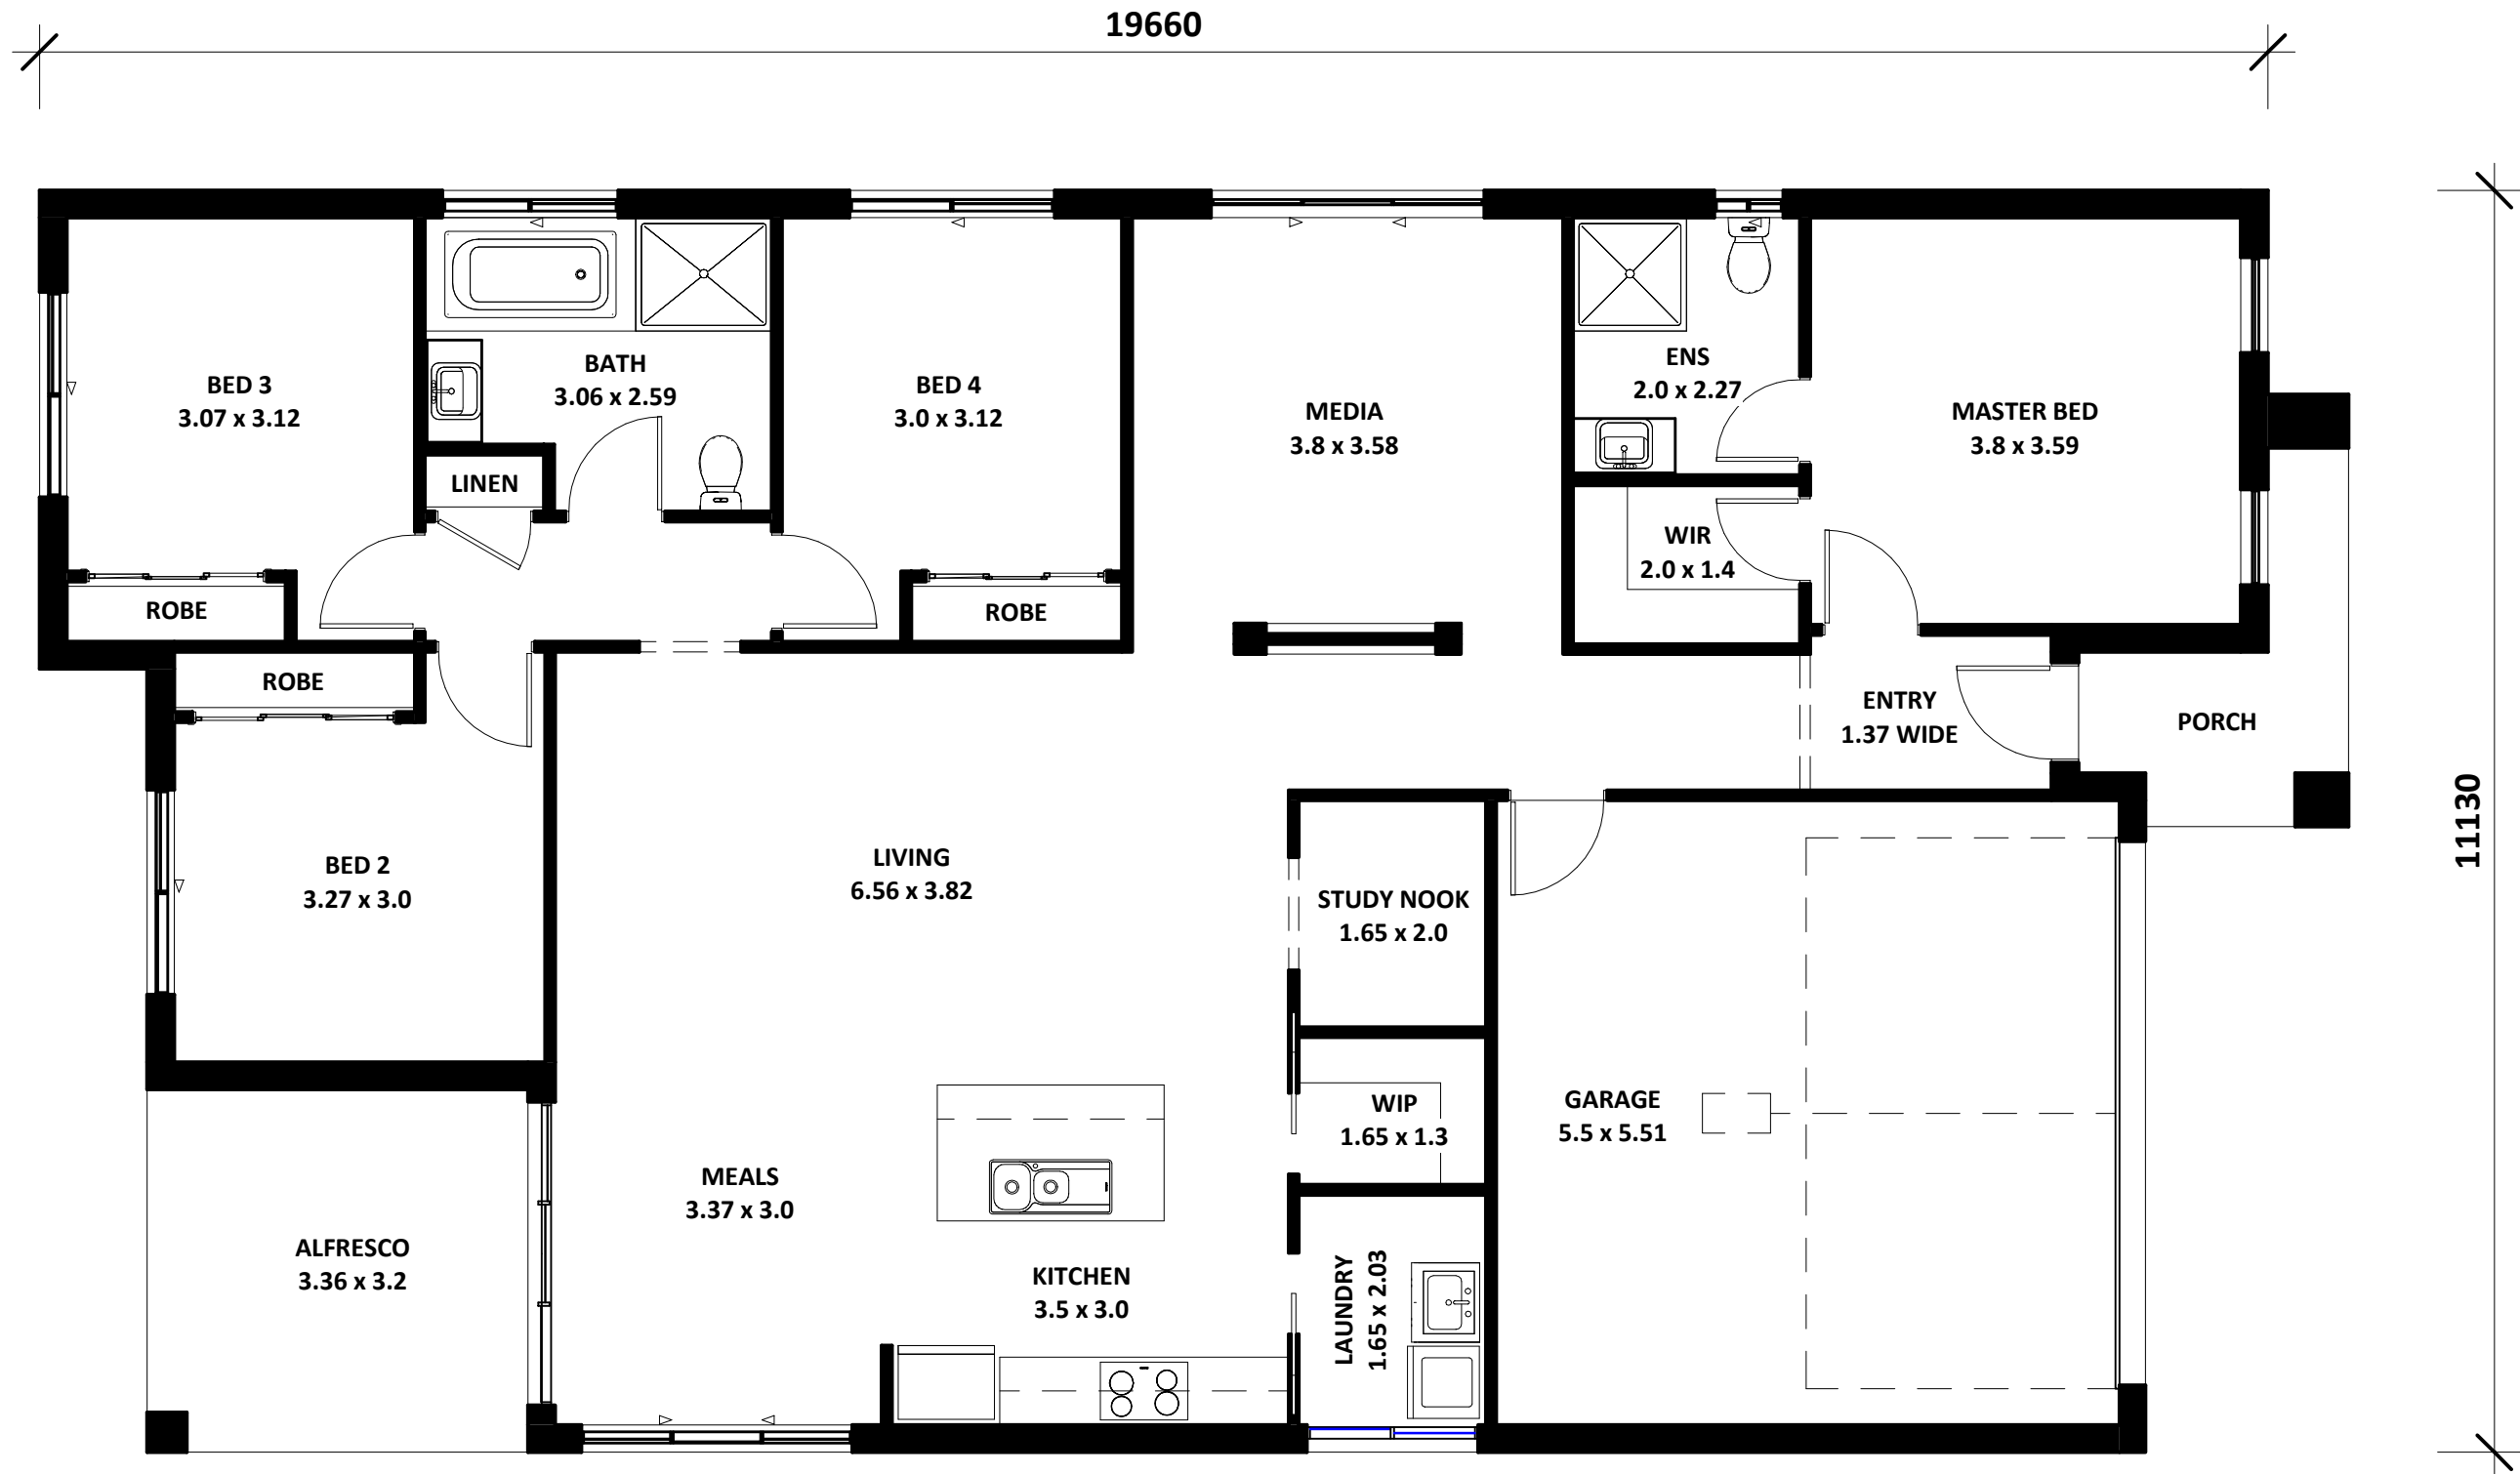 19660
BED 3
3.07 x 3.12
BATH
3.06 x 2.59
LINEN
BED 4
3.0 x 3.12
MEDIA
3.8 x 3.58
ENS
2.0 x 2.27
MASTER BED
3.8 x 3.59
WIR
2.0 x 1.4
ROBE
ROBE
ROBE
ENTRY
1.37 WIDE
PORCH
11130
BED 2
3.27 x 3.0
LIVING
6.56 x 3.82
STUDY NOOK
1.65 x 2.0
WIP
1.65 x 1.3
GARAGE
5.5 x 5.51
MEALS
3.37 x 3.0
ALFRESCO
3.36 x 3.2
KITCHEN
3.5 x 3.0
LAUNDRY
1.65 x 2.03